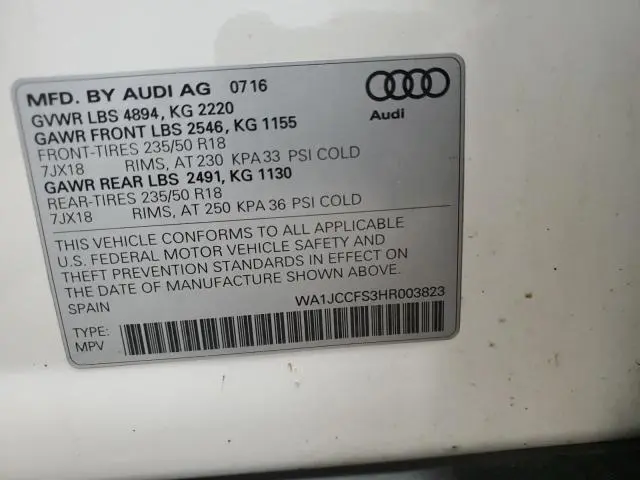 MFD. BY AUDI AG 07 16
GVWR LBS 4894, KG 2220
GAWR FRONT LBS 2546, KG 1155
FRONT-TIRES 235/50 R18
7JX18 RIMS, AT 230 KPA 33 PSI COLD
GAWR REAR LBS 2491, KG 1130
REAR-TIRES 235/50 R18
7JX18 RIMS, AT 250 KPA 36 PSI COLD
Audi
THIS VEHICLE CONFORMS TO ALL APPLICABLE
U.S. FEDERAL MOTOR VEHICLE SAFETY AND
THEFT PREVENTION STANDARDS IN EFFECT ON
THE DATE OF MANUFACTURE SHOWN ABOVE.
SPAIN WA1JCCFS3HR003823
TYPE:
MPV